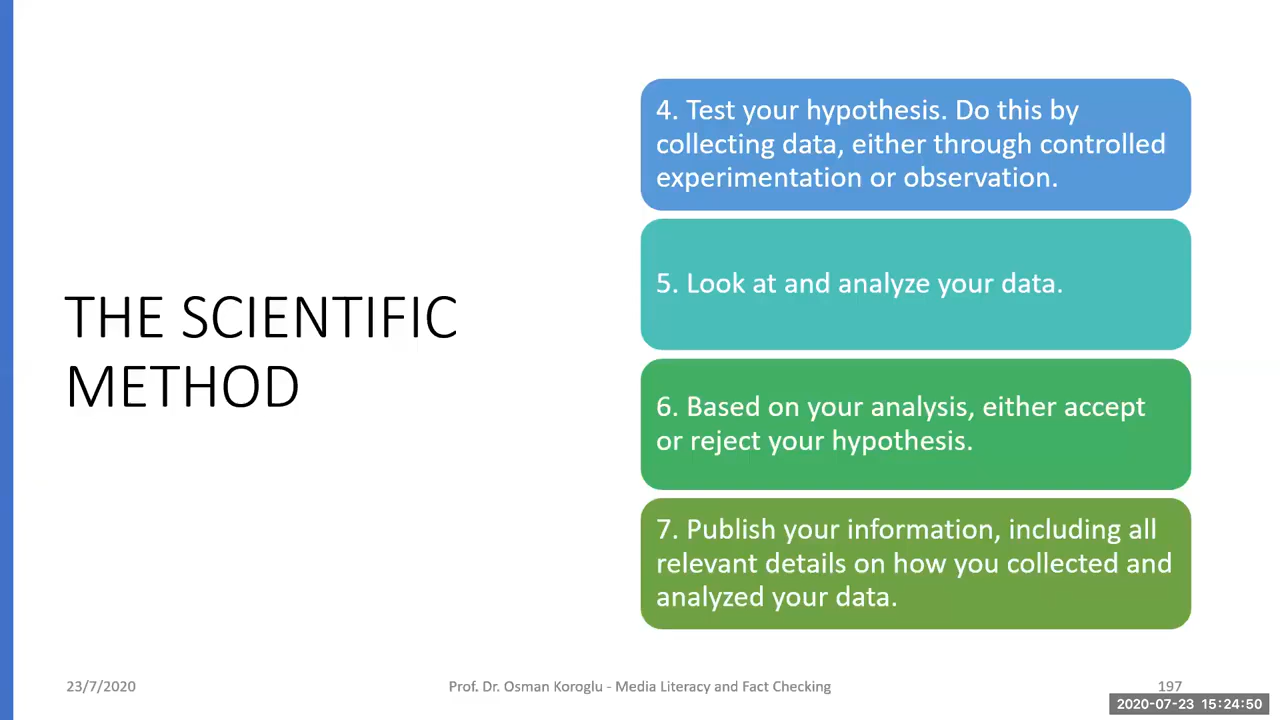 THE SCIENTIFIC
METHOD
4. Test your hypothesis. Do this by
collecting data, either through controlled
experimentation or observation.
5. Look at and analyze your data.
6. Based on your analysis, either accept
or reject your hypothesis.
7. Publish your information, including all
relevant details on how you collected and
analyzed your data.
23/7/2020
Prof. Dr. Osman Koroglu - Media Literacy and Fact Checking
197
2020-07-23 15:24:50